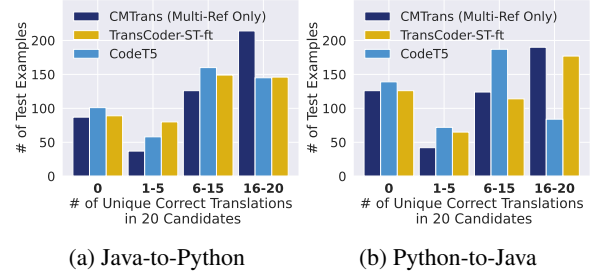 CMTrans (Multi-Ref Only)
TransCoder-ST-ft
CodeT5
# of Test Examples
200
150
100
50
0
0 1-5 6-15 16-20
# of Unique Correct Translations
in 20 Candidates
(a) Java-to-Python
CMTrans (Multi-Ref Only)
TransCoder-ST-ft
CodeT5
# of Test Examples
200
150
100
50
0
0 1-5 6-15 16-20
# of Unique Correct Translations
in 20 Candidates
(b) Python-to-Java